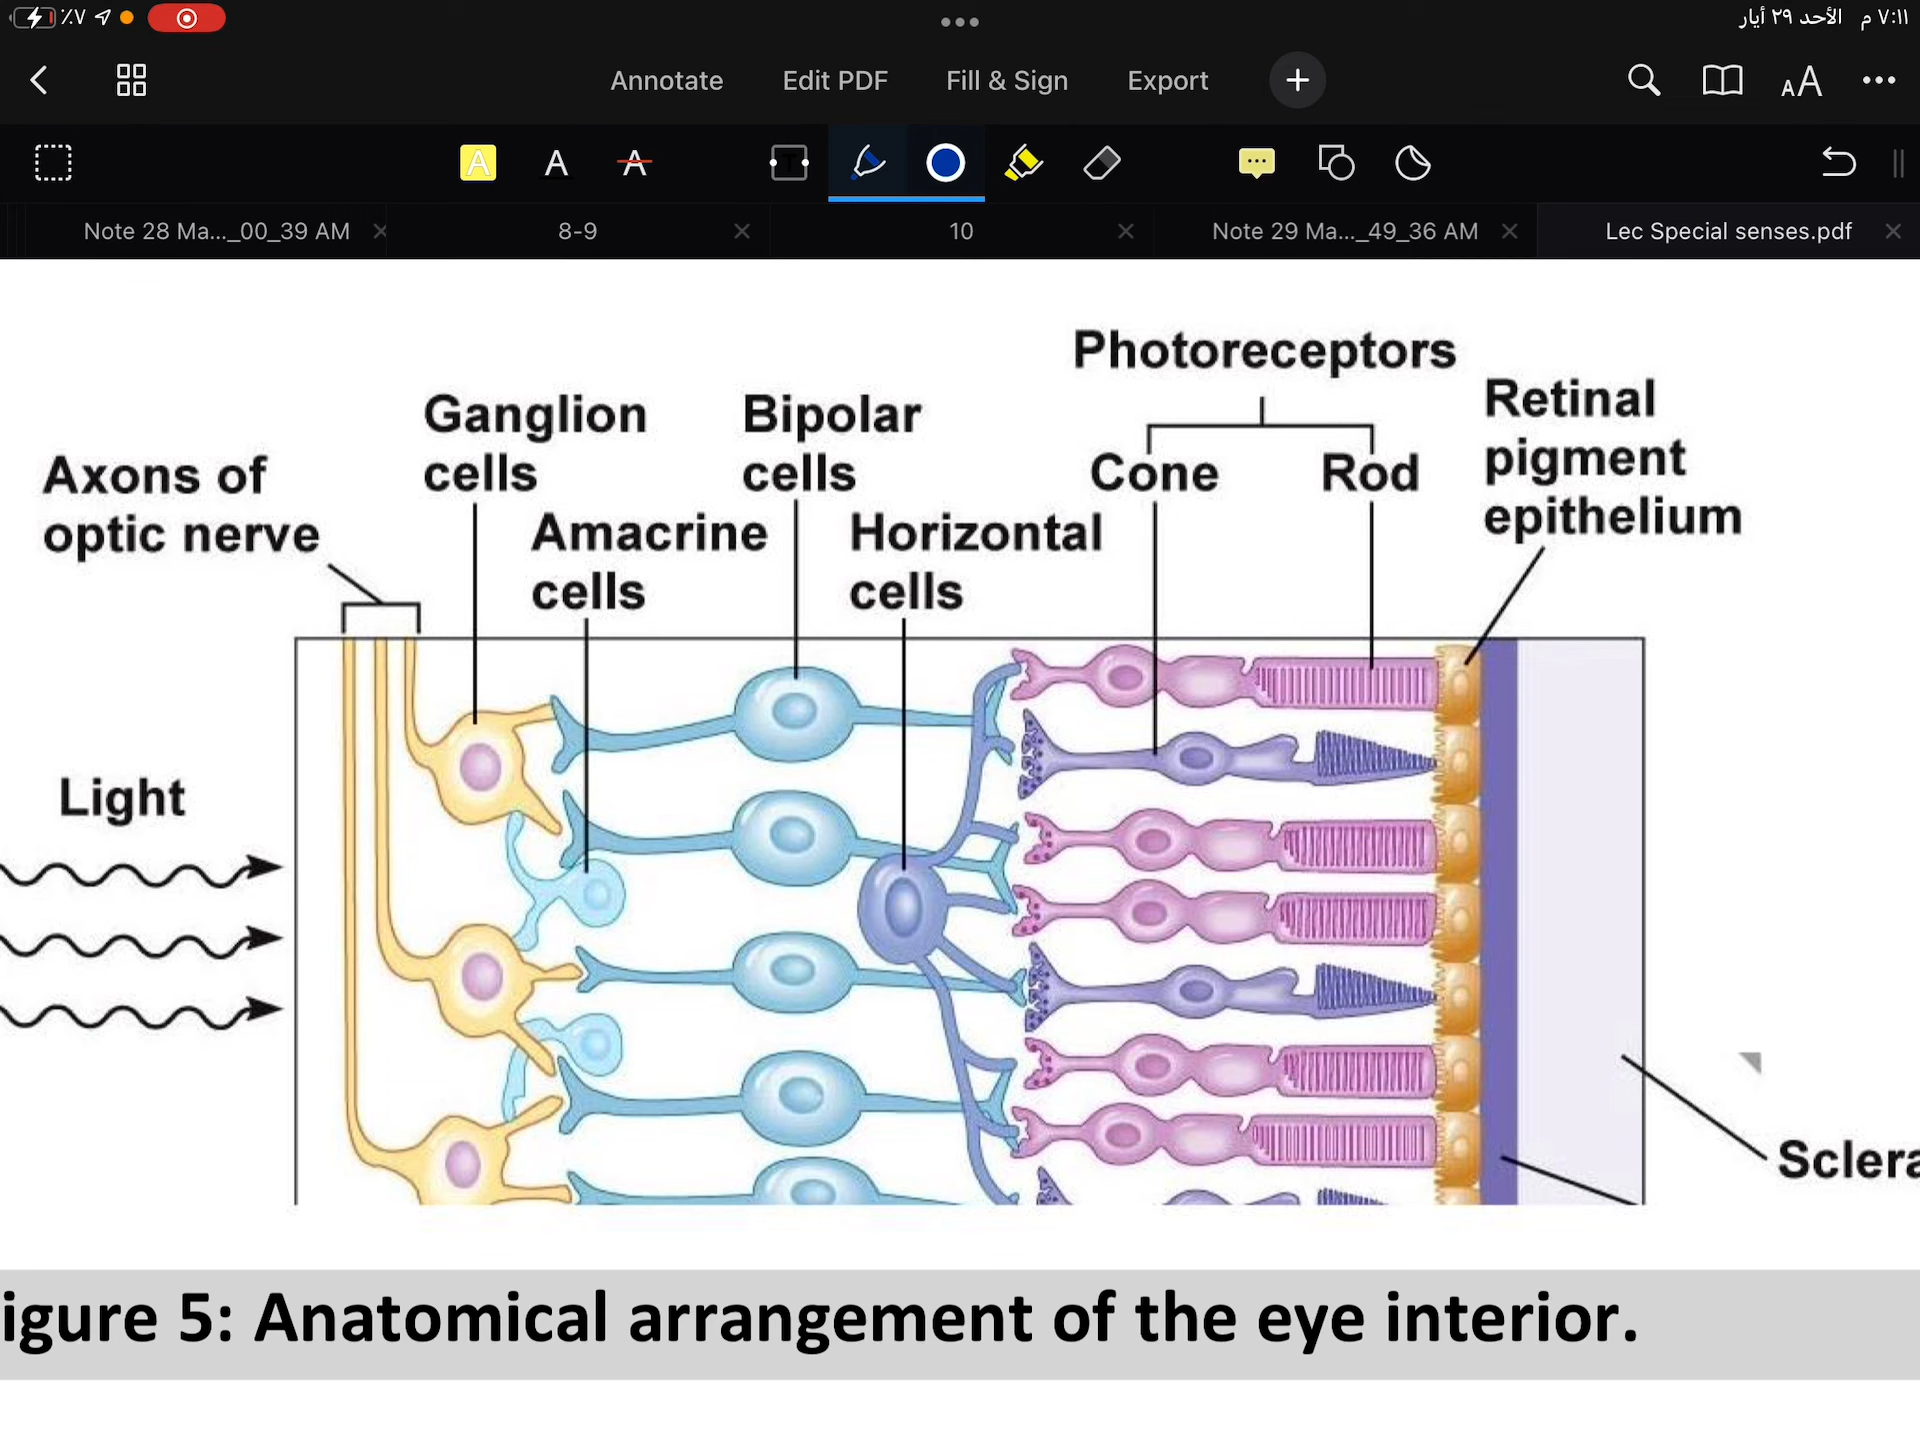 ٪٧
٧:١١ م الأحد ٢٩ أيار
Annotate Edit PDF Fill & Sign Export
AA
A A A T
Note 28 Ma..._00_39 AM 8-9 10 Note 29 Ma..._49_36 AM Lec Special senses.pdf
Photoreceptors
Ganglion cells
Bipolar cells
Retinal pigment epithelium
Axons of optic nerve
Cone Rod
Amacrine cells
Horizontal cells
Light
Sclera
igure 5: Anatomical arrangement of the eye interior.